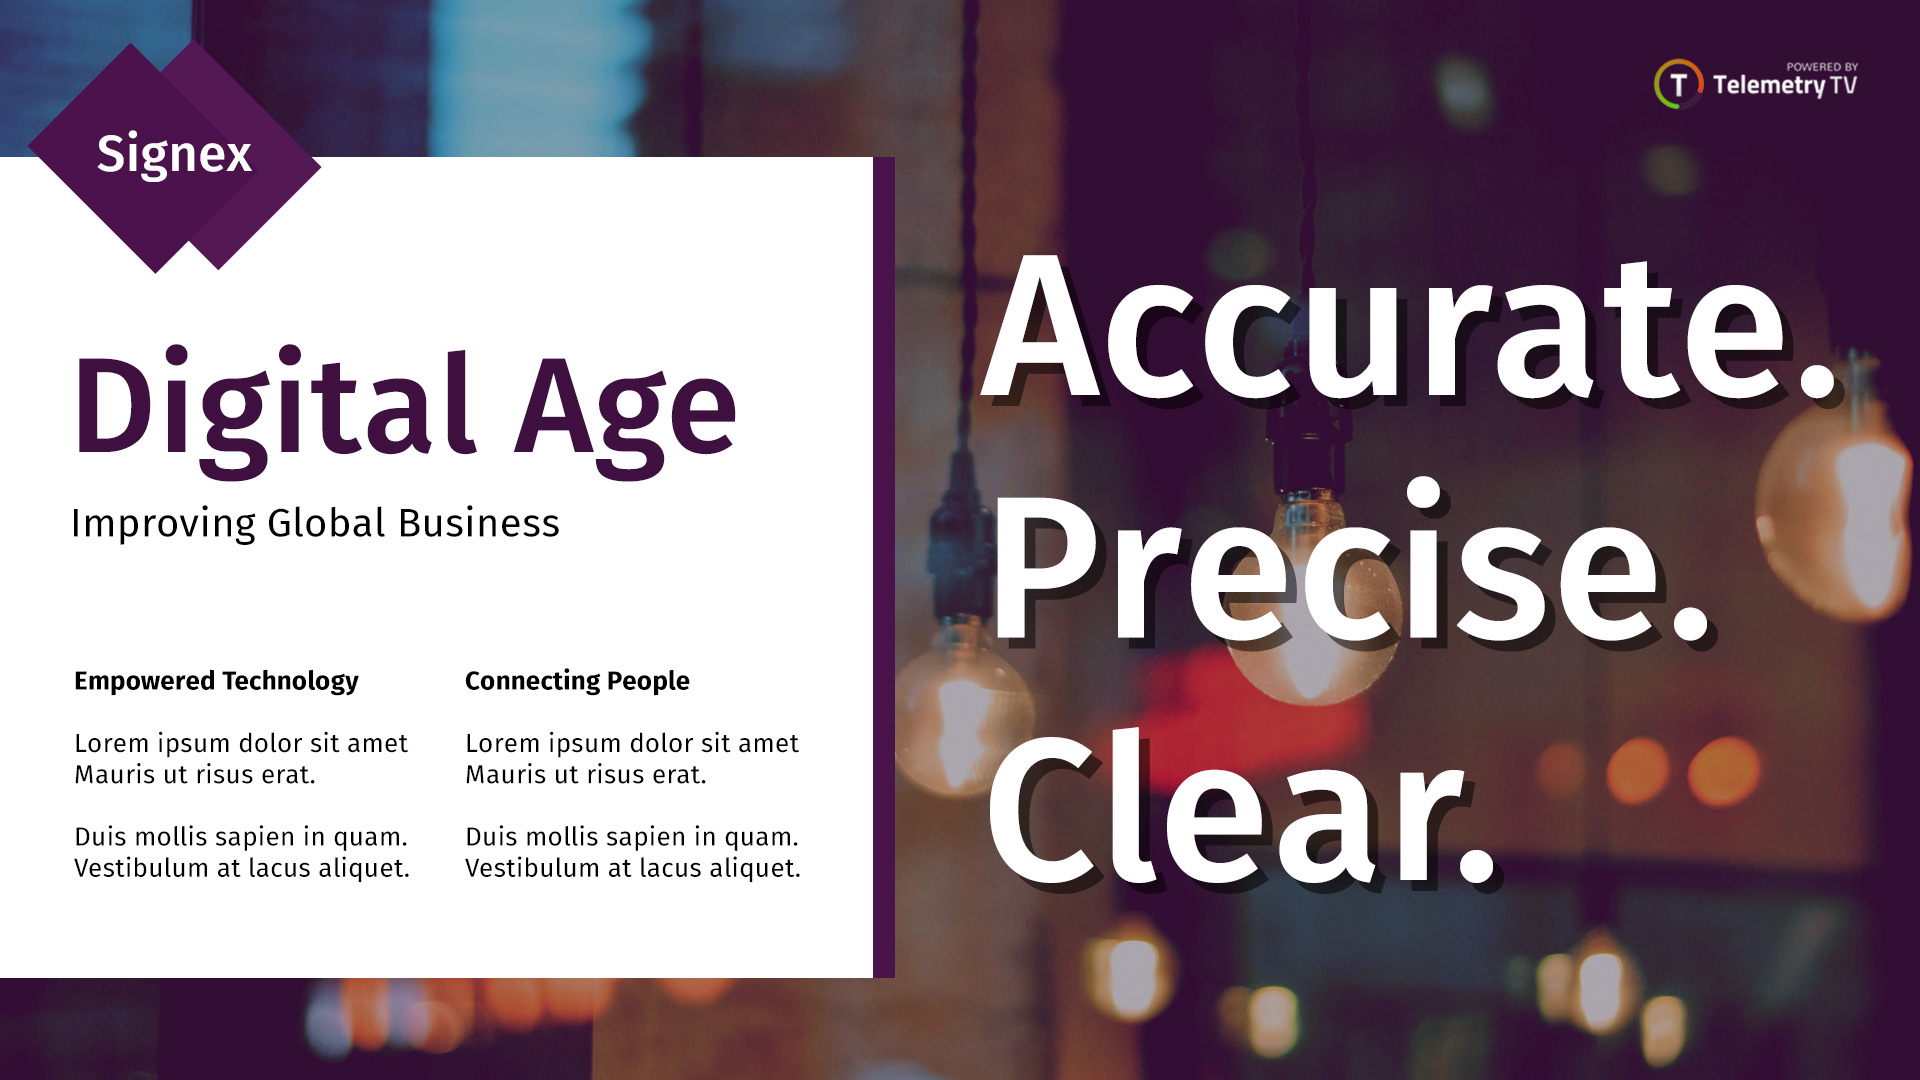 Signex
POWERED BY
T TelemetryTV
Digital Age
Improving Global Business
Empowered Technology
Lorem ipsum dolor sit amet
Mauris ut risus erat.
Duis mollis sapien in quam.
Vestibulum at lacus aliquet.
Connecting People
Lorem ipsum dolor sit amet
Mauris ut risus erat.
Duis mollis sapien in quam.
Vestibulum at lacus aliquet.
Accurate.
Precise.
Clear.